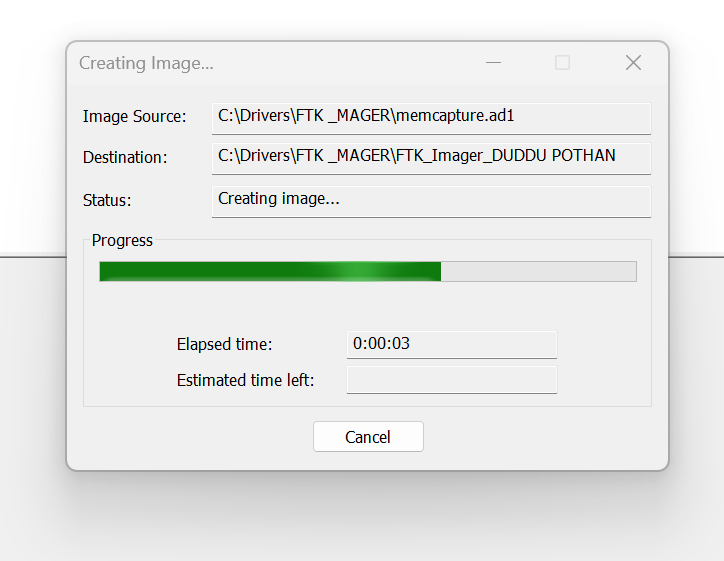 Creating Image...
Image Source: C:\Drivers\FTK _MAGER\memcapture.ad1
Destination: C:\Drivers\FTK _MAGER\FTK_Imager_DUDDU POTHAN
Status: Creating image...
Progress
Elapsed time: 0:00:03
Estimated time left:
Cancel